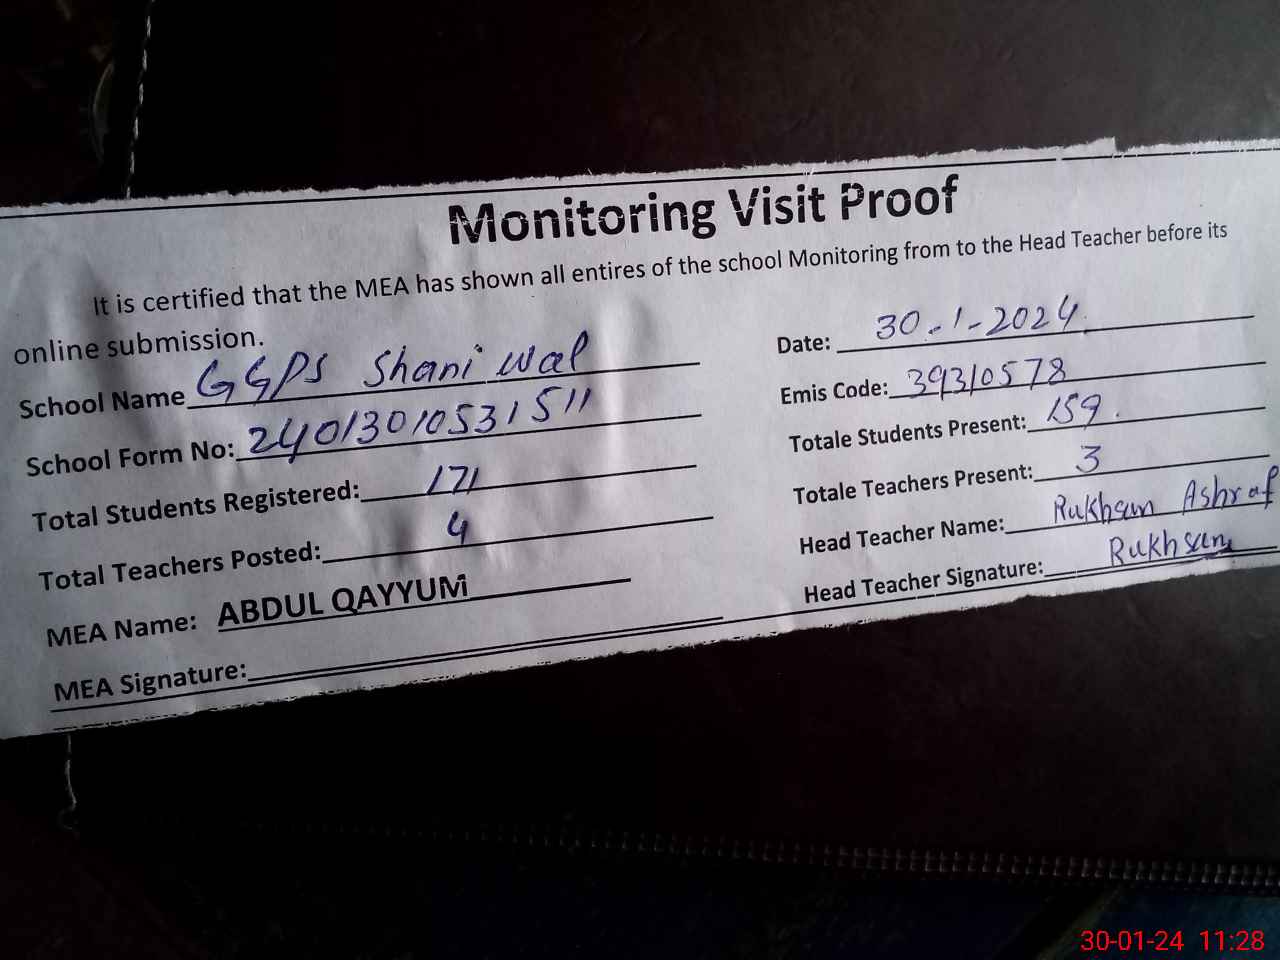 Monitoring Visit Proof
It is certified that the MEA has shown all entires of the school Monitoring from to the Head Teacher before its
online submission.
School Name GGPS Shani wal
Date: 30-1-2024
School Form No: 24013010531511
Emis Code: 39310578
Total Students Registered: 171
Totale Students Present: 159.
Total Teachers Posted: 4
Totale Teachers Present: 3
MEA Name: ABDUL QAYYUM
Head Teacher Name: Rukhsan Ashraf
MEA Signature:
Head Teacher Signature: Rukhsan
30-01-24 11:28